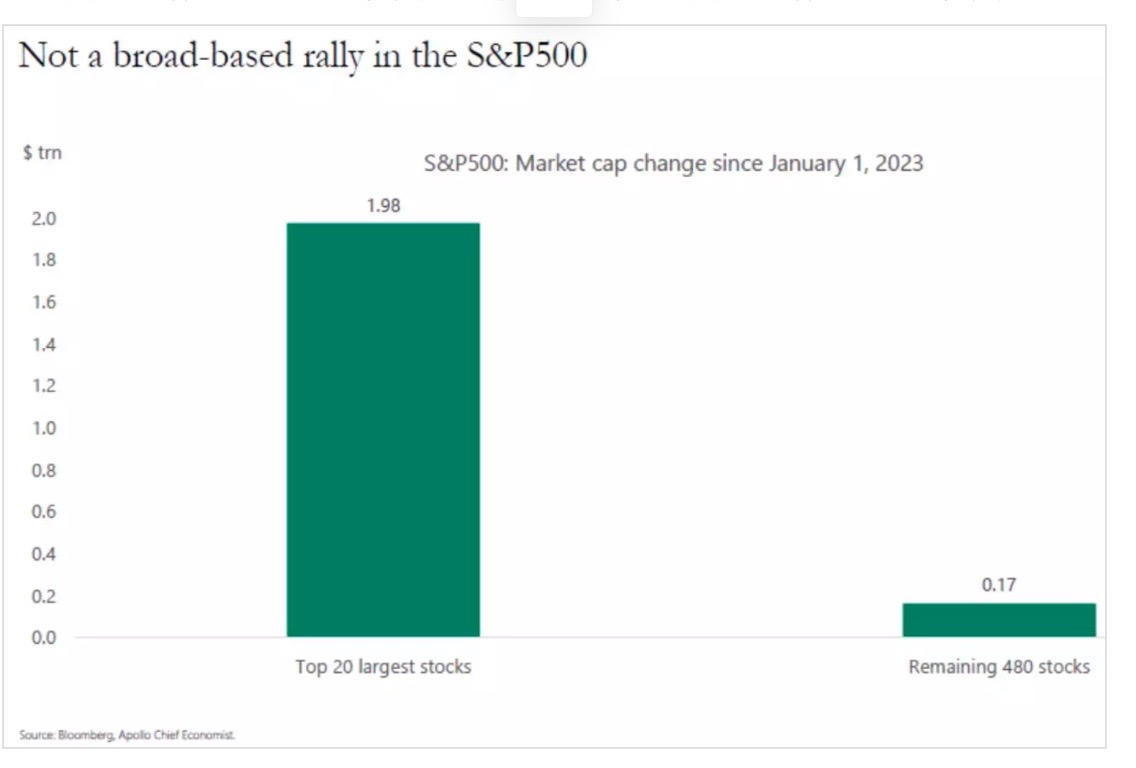 Not a broad-based rally in the S&P500
$ trn
S&P500: Market cap change since January 1, 2023
1.98
2.0
1.8
1.6
1.4
1.2
1.0
0.8
0.6
0.4
0.17
0.2
0.0
Top 20 largest stocks Remaining 480 stocks
Source: Bloomberg, Apollo Chief Economist.